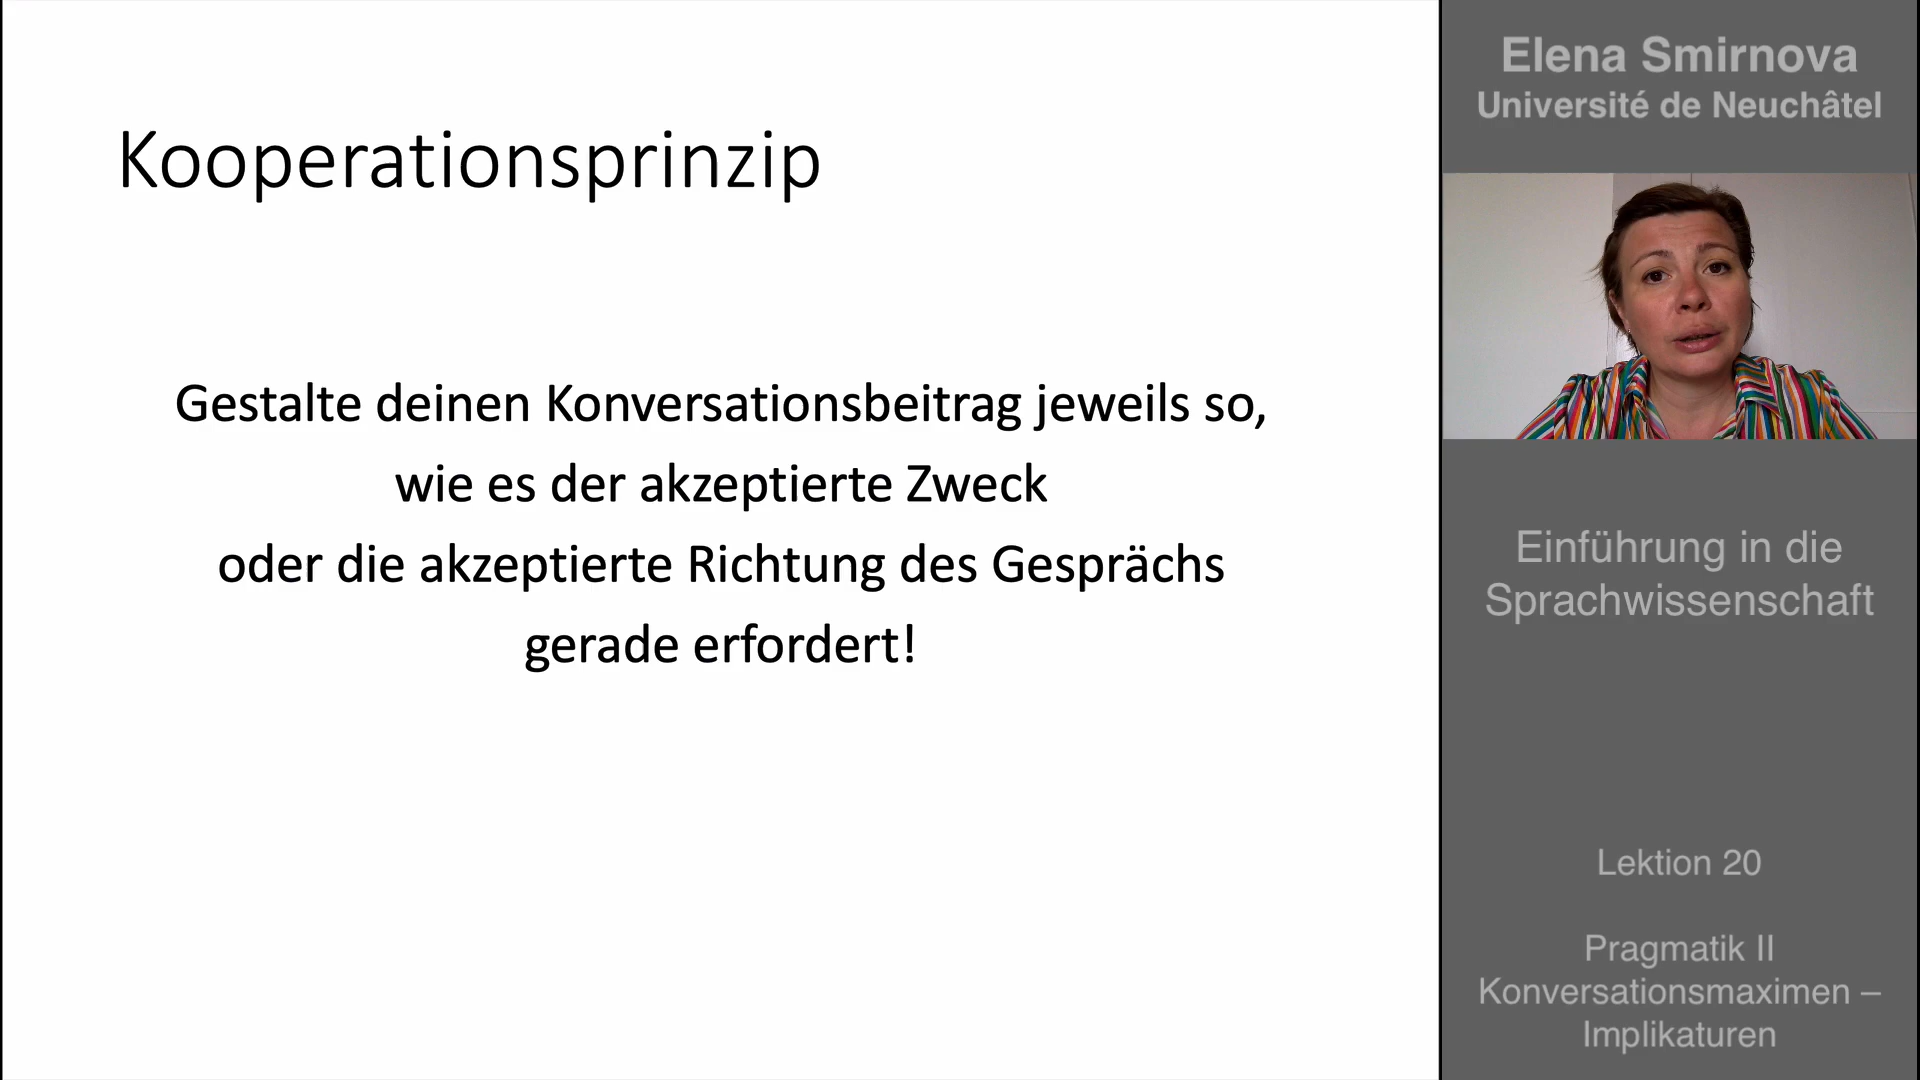 Kooperationsprinzip
Gestalte deinen Konversationsbeitrag jeweils so,
wie es der akzeptierte Zweck
oder die akzeptierte Richtung des Gesprächs
gerade erfordert!
Elena Smirnova
Université de Neuchâtel
Einführung in die
Sprachwissenschaft
Lektion 20
Pragmatik II
Konversationsmaximen –
Implikaturen